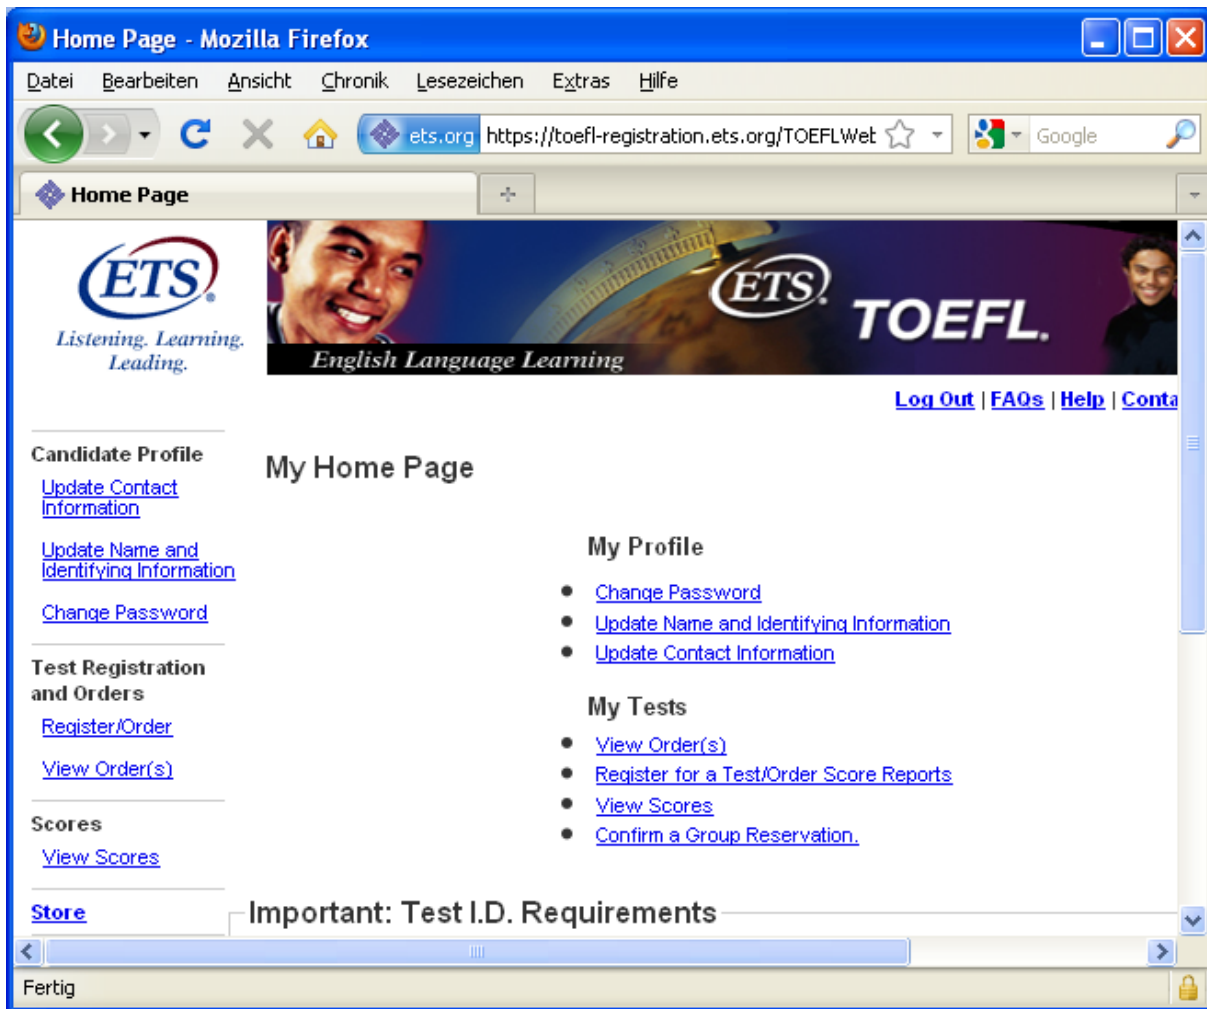 Home Page - Mozilla Firefox
Datei Bearbeiten Ansicht Chronik Lesezeichen Extras Hilfe
ets.org https://toefl-registration.ets.org/TOEFLWeb Google
Home Page
ETS
Listening. Learning.
Leading.
ETS TOEFL.
English Language Learning
Log Out | FAQs | Help | Conta
Candidate Profile
Update Contact
Information
Update Name and
Identifying Information
Change Password
Test Registration
and Orders
Register/Order
View Order(s)
Scores
View Scores
Store
My Home Page
My Profile
Change Password
Update Name and Identifying Information
Update Contact Information
My Tests
View Order(s)
Register for a Test/Order Score Reports
View Scores
Confirm a Group Reservation.
Important: Test I.D. Requirements
Fertig